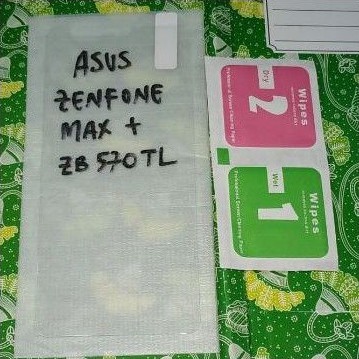 ASUS
ZENFONE
MAX +
ZB 570TL
Dry
2
Wipes
Wet
1
Wipes